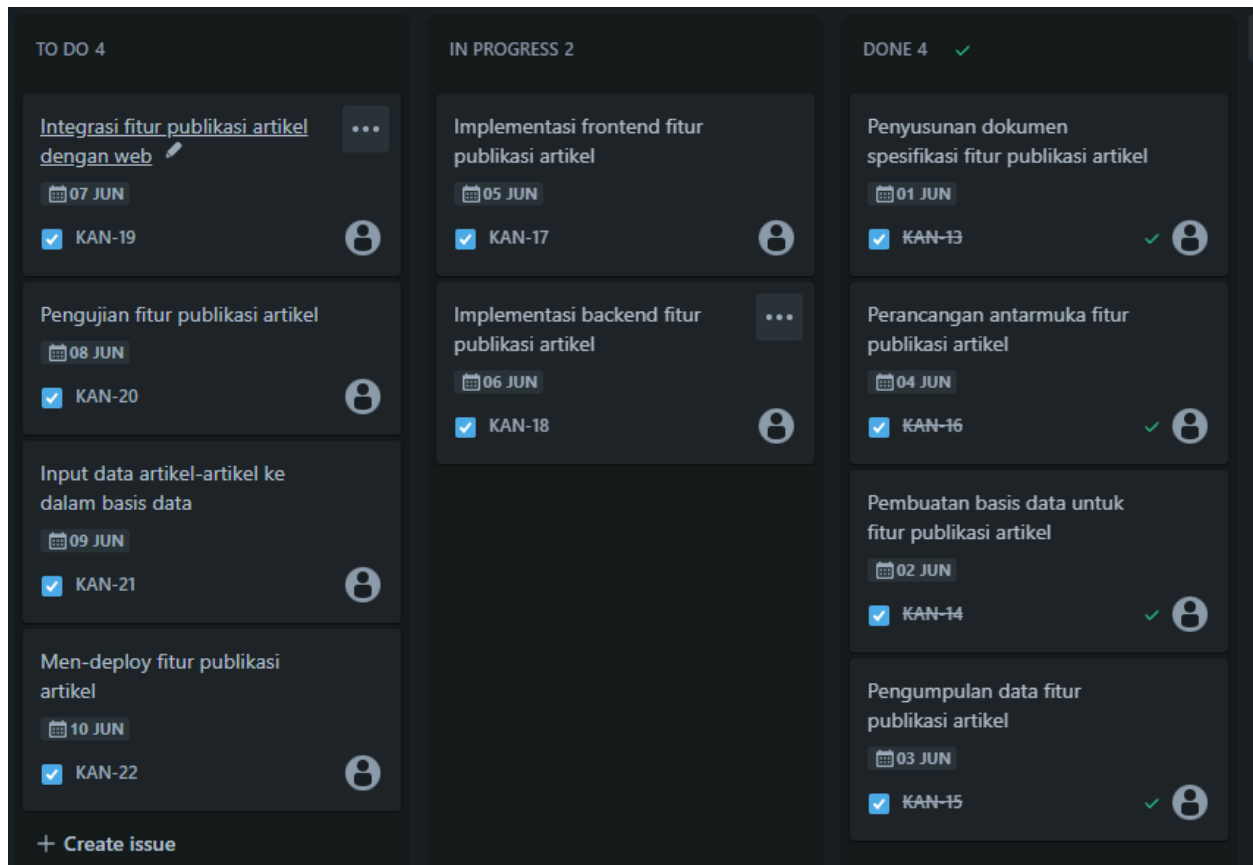 TO DO 4
Integrasi fitur publikasi artikel
dengan web
07 JUN
KAN-19
Pengujian fitur publikasi artikel
08 JUN
KAN-20
Input data artikel-artikel ke
dalam basis data
09 JUN
KAN-21
Men-deploy fitur publikasi
artikel
10 JUN
KAN-22
+ Create issue
IN PROGRESS 2
Implementasi frontend fitur
publikasi artikel
05 JUN
KAN-17
Implementasi backend fitur
publikasi artikel
06 JUN
KAN-18
DONE 4
Penyusunan dokumen
spesifikasi fitur publikasi artikel
01 JUN
KAN-13
Perancangan antarmuka fitur
publikasi artikel
04 JUN
KAN-16
Pembuatan basis data untuk
fitur publikasi artikel
02 JUN
KAN-14
Pengumpulan data fitur
publikasi artikel
03 JUN
KAN-15